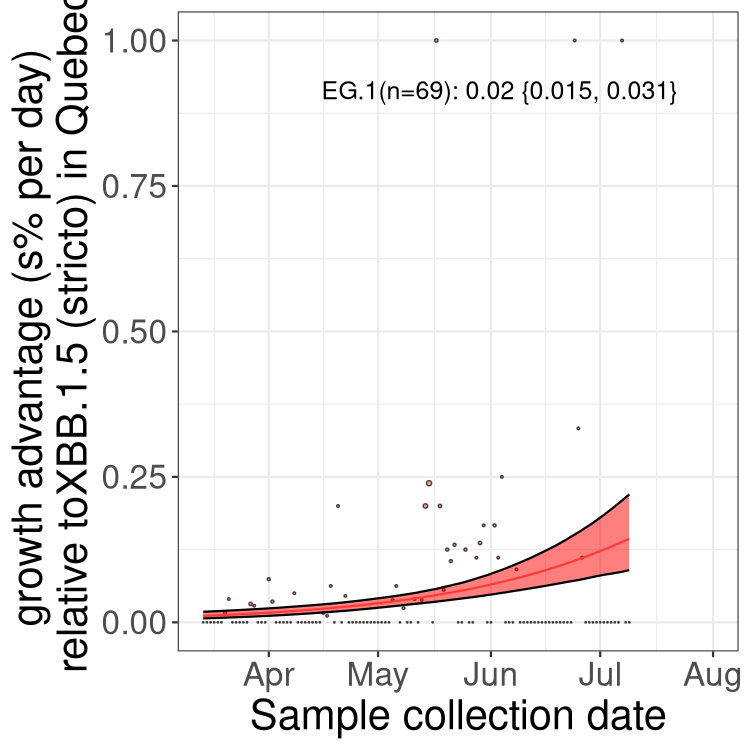 growth advantage (s% per day)
relative toXBB.1.5 (stricto) in Quebec
1.00
0.75
0.50
0.25
0.00
EG.1(n=69): 0.02 {0.015, 0.031}
Apr May Jun Jul Aug
Sample collection date